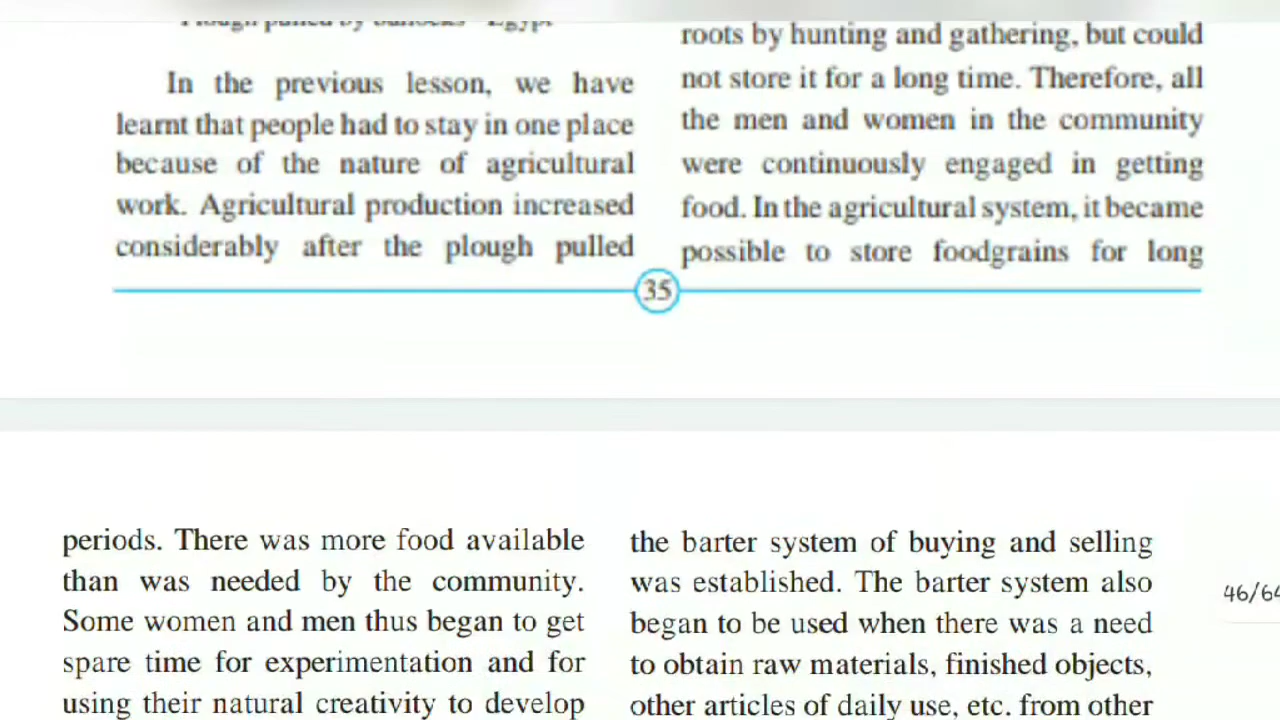 Plough pulled by bullocks - Egypt
In the previous lesson, we have
learnt that people had to stay in one place
because of the nature of agricultural
work. Agricultural production increased
considerably after the plough pulled
roots by hunting and gathering, but could
not store it for a long time. Therefore, all
the men and women in the community
were continuously engaged in getting
food. In the agricultural system, it became
possible to store foodgrains for long
35
periods. There was more food available
than was needed by the community.
Some women and men thus began to get
spare time for experimentation and for
using their natural creativity to develop
the barter system of buying and selling
was established. The barter system also
began to be used when there was a need
to obtain raw materials, finished objects,
other articles of daily use, etc. from other
46/64